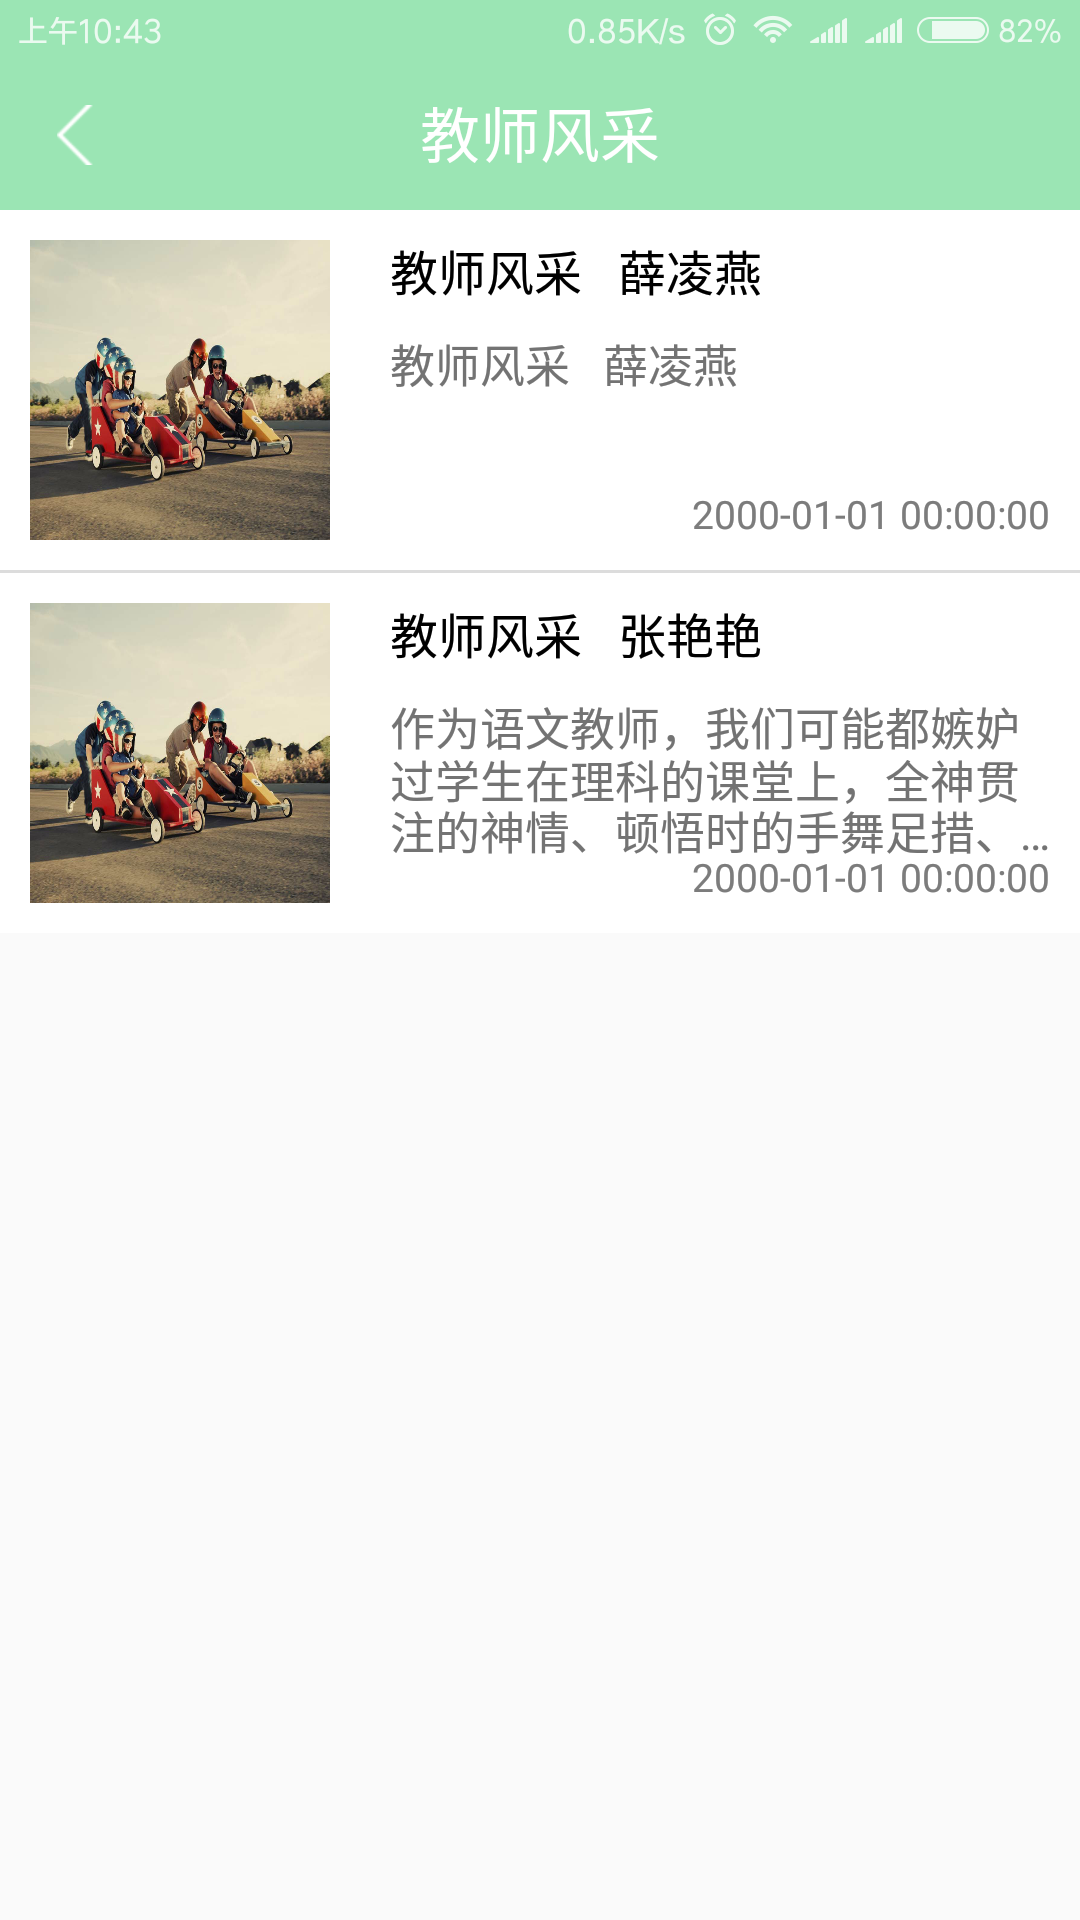 上午10:43 0.85K/s 82%
教师风采
教师风采 薛凌燕
教师风采 薛凌燕
2000-01-01 00:00:00
教师风采 张艳艳
作为语文教师，我们可能都嫉妒
过学生在理科的课堂上，全神贯
注的神情、顿悟时的手舞足措、...
2000-01-01 00:00:00